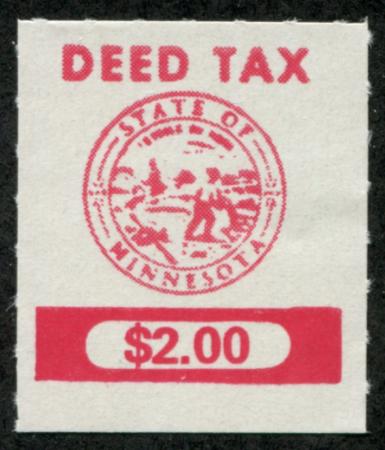 DEED TAX
STATE OF
MINNESOTA
$2.00